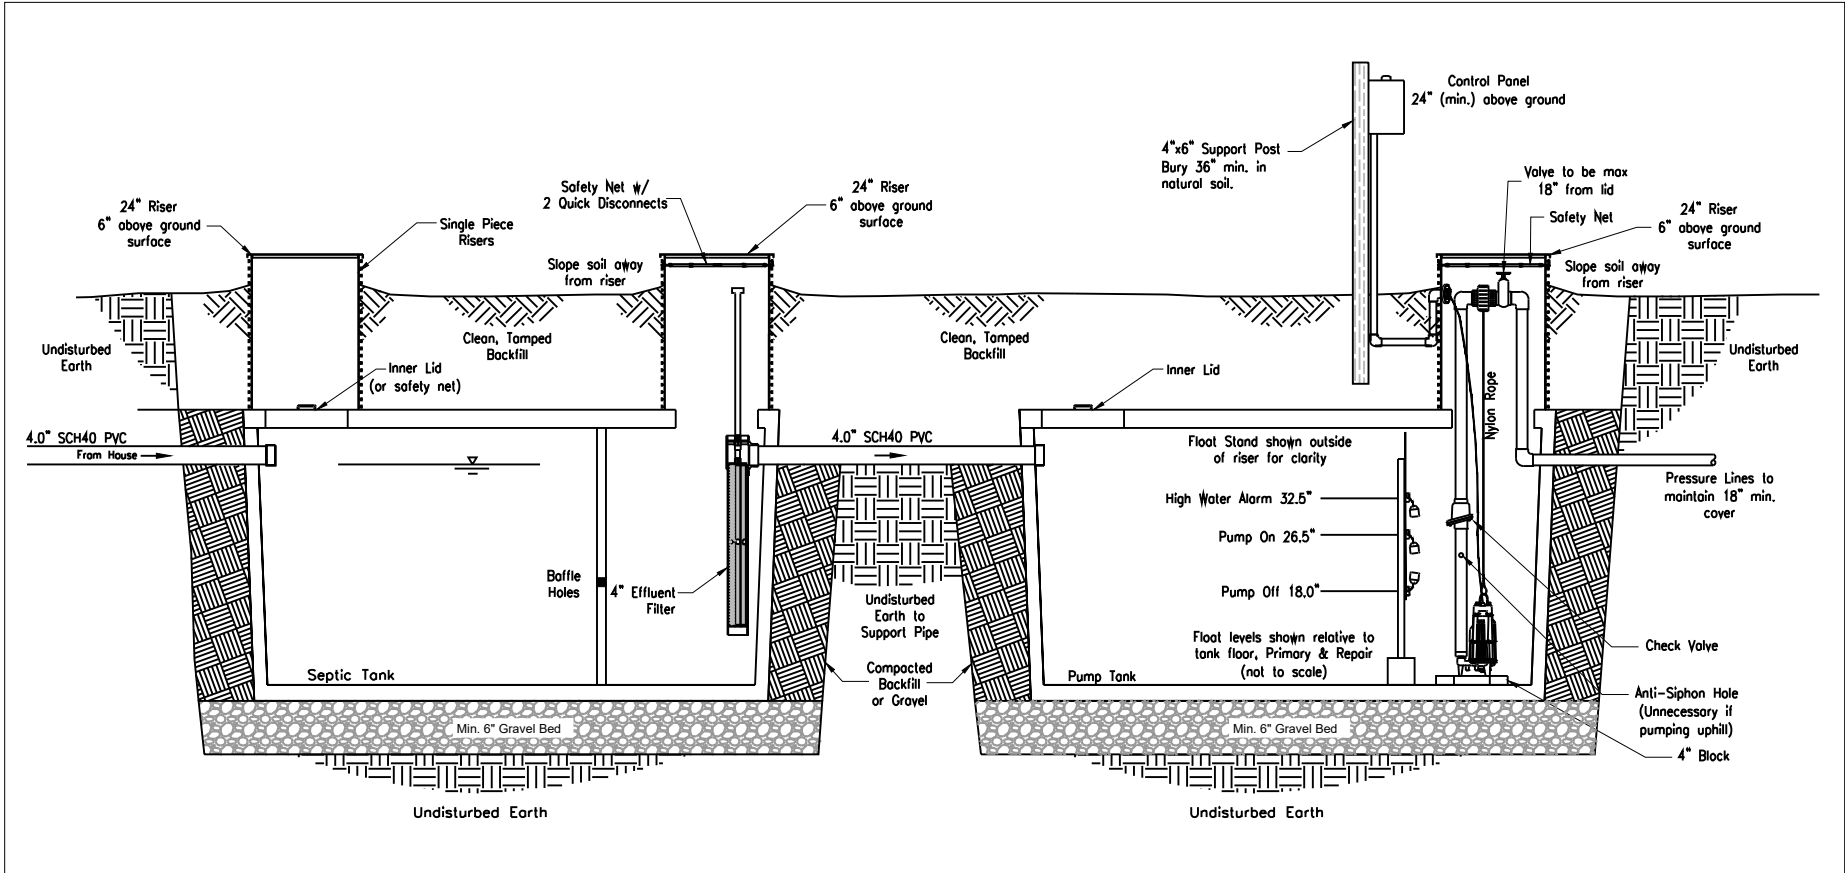 Control Panel
24" (min.) above ground
4"x6" Support Post
Bury 36" min. in
natural soil.
Valve to be max
18" from lid
Safety Net
24" Riser
6" above ground
surface
Slope soil away
from riser
24" Riser
6" above ground
surface
Single Piece
Risers
Safety Net w/
2 Quick Disconnects
24" Riser
6" above ground
surface
Slope soil away
from riser
Undisturbed
Earth
Clean, Tamped
Backfill
Clean, Tamped
Backfill
Undisturbed
Earth
Inner Lid
(or safety net)
Inner Lid
Nylon Rope
4.0" SCH40 PVC
From House
4.0" SCH40 PVC
Float Stand shown outside
of riser for clarity
High Water Alarm 32.5"
Pump On 26.5"
Pump Off 18.0"
Float levels shown relative to
tank floor, Primary & Repair
(not to scale)
Pressure Lines to
maintain 18" min.
cover
Baffle
Holes
4" Effluent
Filter
Undisturbed
Earth to
Support Pipe
Compacted
Backfill
or Gravel
Septic Tank
Pump Tank
Check Valve
Anti-Siphon Hole
(Unnecessary if
pumping uphill)
4" Block
Min. 6" Gravel Bed
Min. 6" Gravel Bed
Undisturbed Earth
Undisturbed Earth